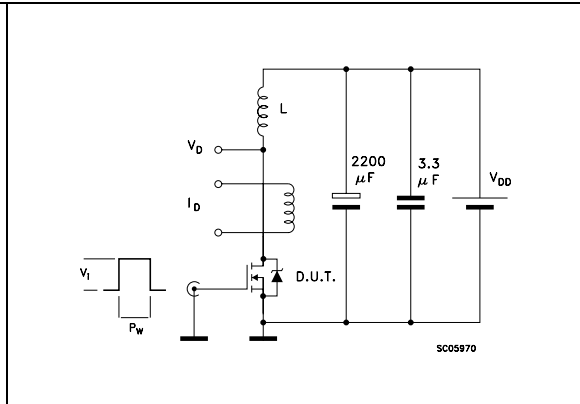 L
V_D
2200
μF
3.3
μF
V_DD
I_D
V_i
D.U.T.
P_W
SC05970